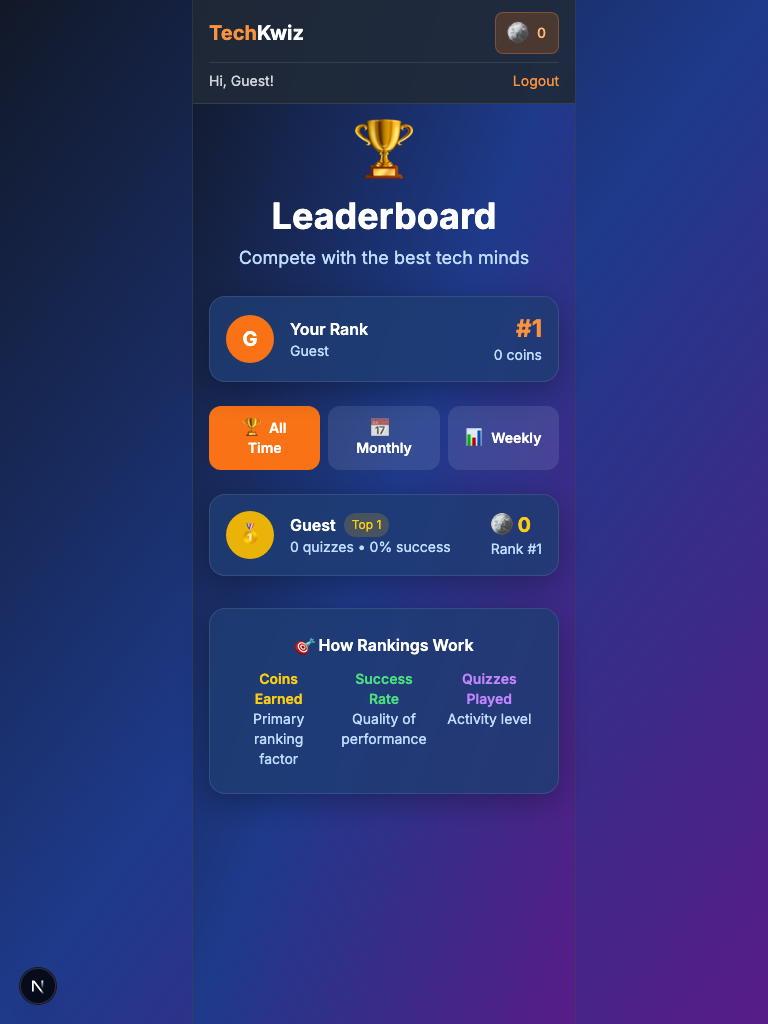 TechKwiz
0
Hi, Guest!
Logout
Leaderboard
Compete with the best tech minds
G
Your Rank
Guest
#1
0 coins
All
Time
17
Monthly
Weekly
Guest
Top 1
0 quizzes • 0% success
0
Rank #1
How Rankings Work
Coins
Earned
Primary
ranking
factor
Success
Rate
Quality of
performance
Quizzes
Played
Activity level
N